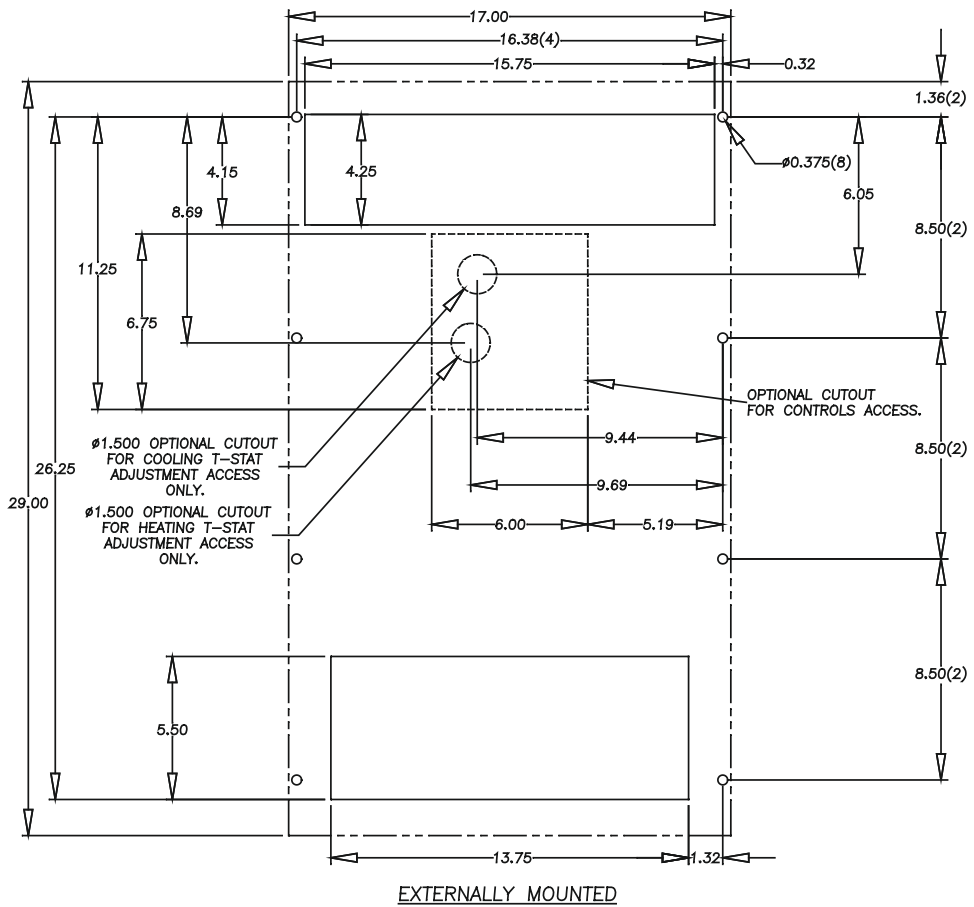 17.00
16.38(4)
15.75
0.32
1.36(2)
ø0.375(8)
4.15
4.25
6.05
8.69
8.50(2)
11.25
6.75
OPTIONAL CUTOUT
FOR CONTROLS ACCESS.
9.44
ø1.500 OPTIONAL CUTOUT
FOR COOLING T-STAT
ADJUSTMENT ACCESS
ONLY.
8.50(2)
26.25
9.69
29.00
ø1.500 OPTIONAL CUTOUT
FOR HEATING T-STAT
ADJUSTMENT ACCESS
ONLY.
6.00
5.19
8.50(2)
5.50
13.75
1.32
EXTERNALLY MOUNTED